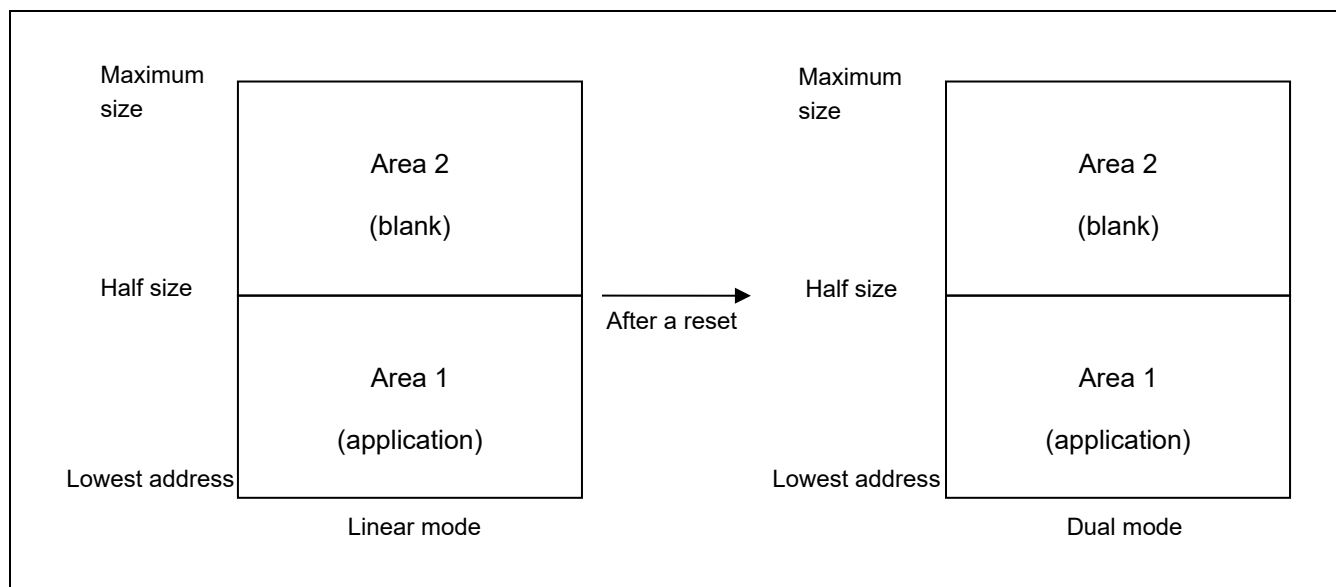 Maximum
size
Area 2
(blank)
Half size
Area 1
(application)
Lowest address
Linear mode
After a reset
Maximum
size
Area 2
(blank)
Half size
Area 1
(application)
Lowest address
Dual mode